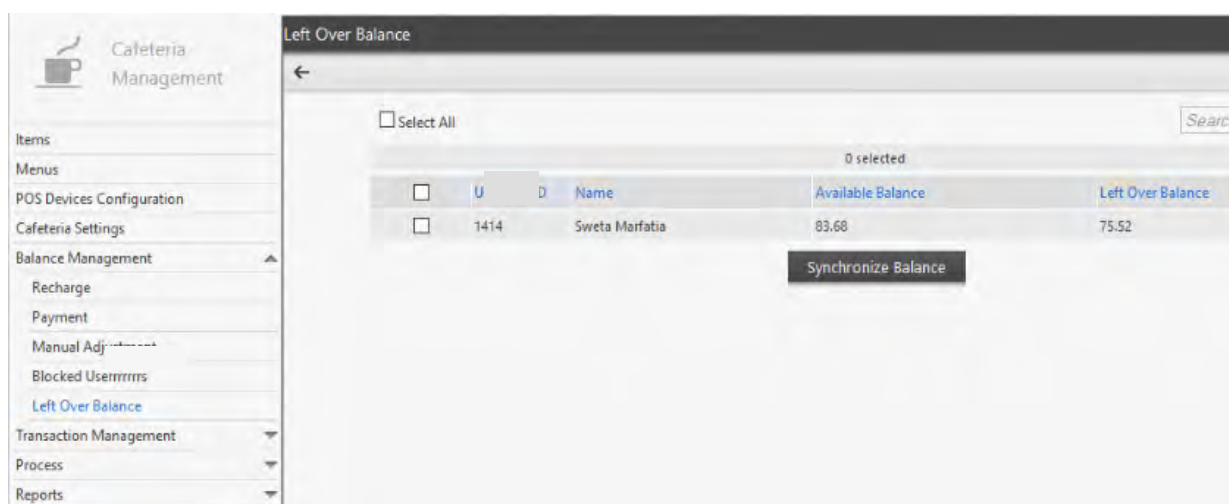 Cafeteria
Management
Items
Menus
POS Devices Configuration
Cafeteria Settings
Balance Management
Recharge
Payment
Manual
Blocked Userrrrrrs
Left Over Balance
Transaction Management
Process
Reports
Left Over Balance
Select All
0 selected
Name Available Balance Left Over Balance
1414 Sweta Marfatia 83.68 75.52
Synchronize Balance